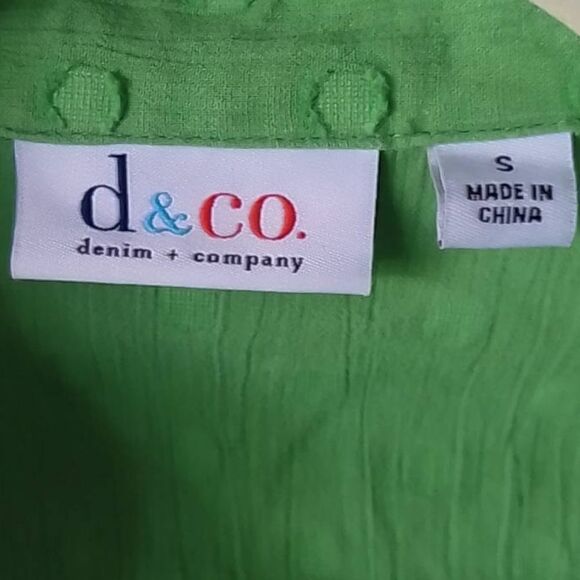 d&co.
denim + company
S
MADE IN
CHINA